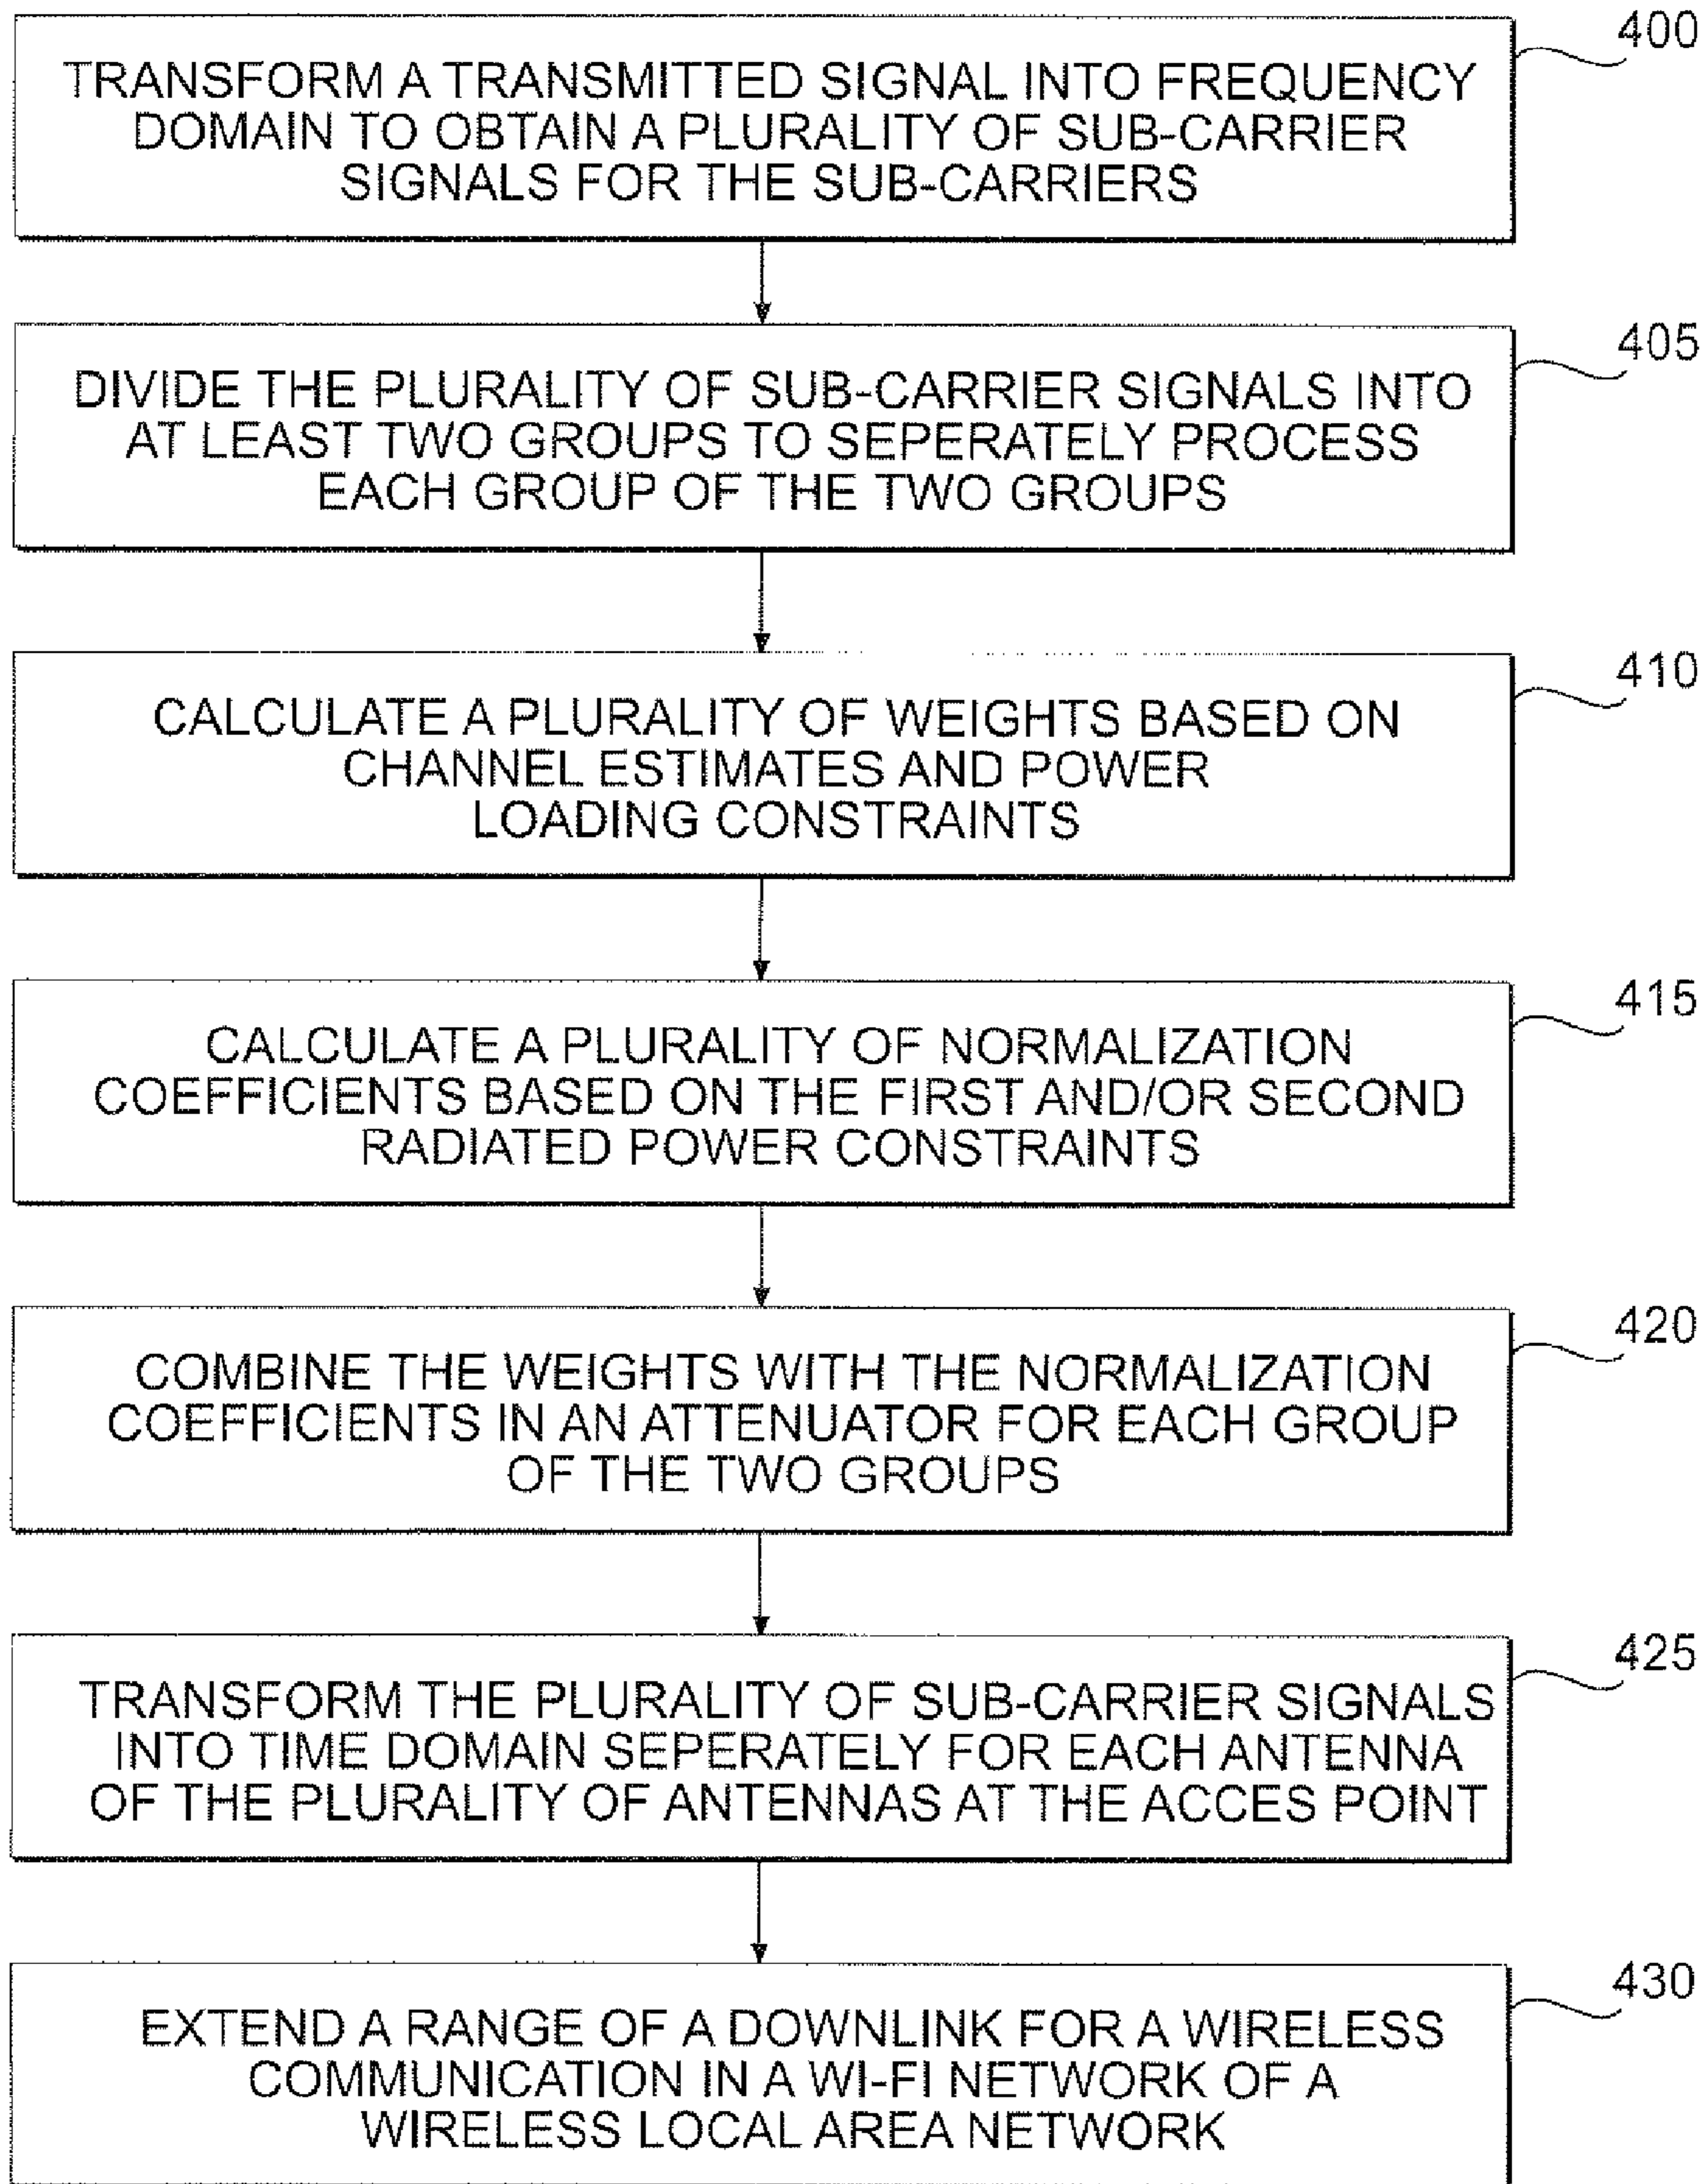 400
TRANSFORM A TRANSMITTED SIGNAL INTO FREQUENCY
DOMAIN TO OBTAIN A PLURALITY OF SUB-CARRIER
SIGNALS FOR THE SUB-CARRIERS
405
DIVIDE THE PLURALITY OF SUB-CARRIER SIGNALS INTO
AT LEAST TWO GROUPS TO SEPERATELY PROCESS
EACH GROUP OF THE TWO GROUPS
410
CALCULATE A PLURALITY OF WEIGHTS BASED ON
CHANNEL ESTIMATES AND POWER
LOADING CONSTRAINTS
415
CALCULATE A PLURALITY OF NORMALIZATION
COEFFICIENTS BASED ON THE FIRST AND/OR SECOND
RADIATED POWER CONSTRAINTS
420
COMBINE THE WEIGHTS WITH THE NORMALIZATION
COEFFICIENTS IN AN ATTENUATOR FOR EACH GROUP
OF THE TWO GROUPS
425
TRANSFORM THE PLURALITY OF SUB-CARRIER SIGNALS
INTO TIME DOMAIN SEPERATELY FOR EACH ANTENNA
OF THE PLURALITY OF ANTENNAS AT THE ACCES POINT
430
EXTEND A RANGE OF A DOWNLINK FOR A WIRELESS
COMMUNICATION IN A WI-FI NETWORK OF A
WIRELESS LOCAL AREA NETWORK